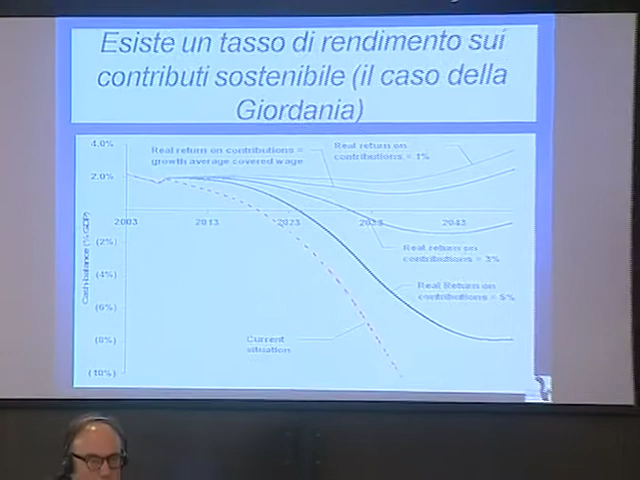 Esiste un tasso di rendimento sui
contributi sostenibile (il caso della
Giordania)
4.0%
2.0%
(2%)
(4%)
(6%)
(8%)
(10%)
Cash balance (% GDP)
2003
2013
2023
2033
2043
Real return on contributions =
growth average covered wage
Real return on
contributions = 1%
Real return on
contributions = 3%
Real Return on
contributions = 5%
Current
situation